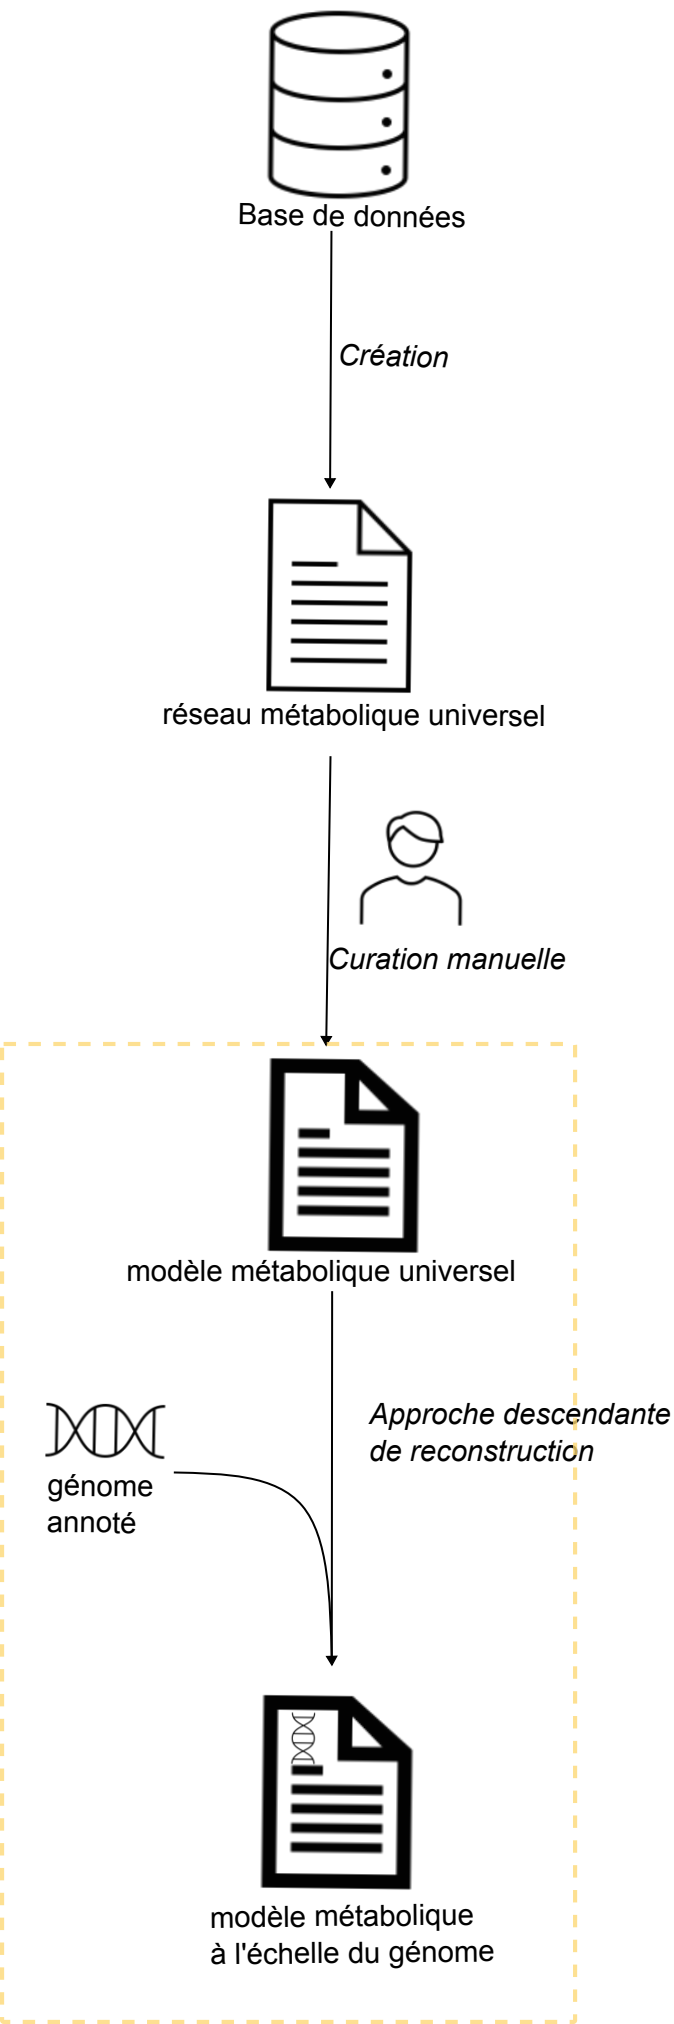 Base de données
Création
réseau métabolique universel
Curation manuelle
modèle métabolique universel
Approche descendante
de reconstruction
génome
annoté
modèle métabolique
à l'échelle du génome